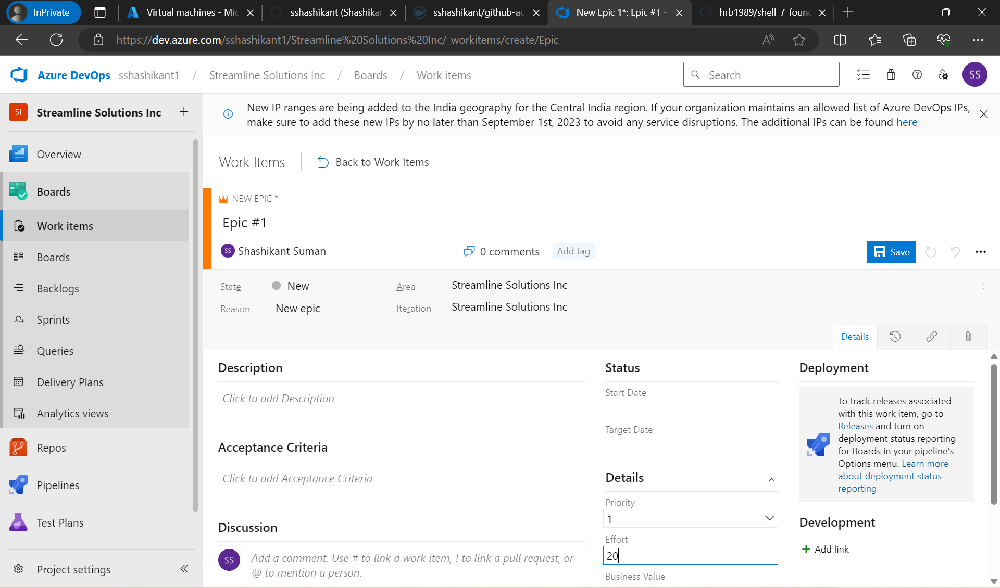 InPrivate
Virtual machines - Mic
sshashikant (Shashikar
sshashikant/github-ac
New Epic 1*: Epic #1 -
hrb1989/shell_7_foun
https://dev.azure.com/sshashikant1/Streamline%20Solutions%20Inc/_workitems/create/Epic
Azure DevOps sshashikant1 / Streamline Solutions Inc / Boards / Work items
Search
SS
SI Streamline Solutions Inc
New IP ranges are being added to the India geography for the Central India region. If your organization maintains an allowed list of Azure DevOps IPs,
make sure to add these new IPs by no later than September 1st, 2023 to avoid any service disruptions. The additional IPs can be found here
Overview
Boards
Work items
Boards
Backlogs
Sprints
Queries
Delivery Plans
Analytics views
Repos
Pipelines
Test Plans
Project settings
Work Items
Back to Work Items
NEW EPIC *
Epic #1
SS Shashikant Suman
0 comments
Add tag
Save
State
New
Area
Streamline Solutions Inc
Reason
New epic
Iteration
Streamline Solutions Inc
Details
Description
Click to add Description
Acceptance Criteria
Click to add Acceptance Criteria
Discussion
SS
Add a comment. Use # to link a work item, ! to link a pull request, or
@ to mention a person.
Status
Start Date
Target Date
Details
Priority
1
Effort
20
Business Value
Deployment
To track releases associated
with this work item, go to
Releases and turn on
deployment status reporting
for Boards in your pipeline's
Options menu. Learn more
about deployment status
reporting
Development
+ Add link